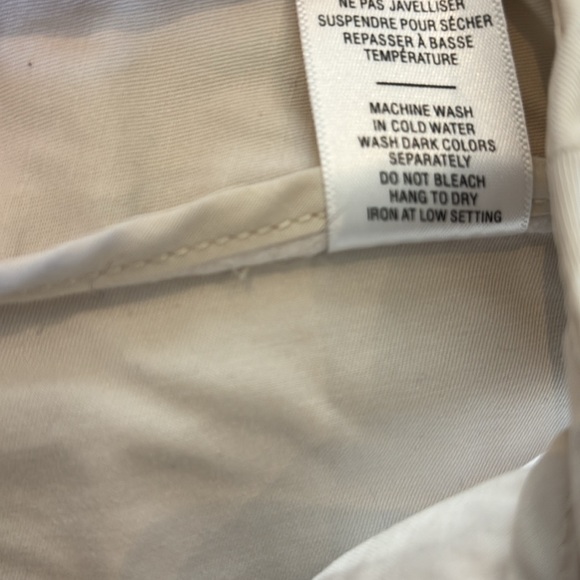 NE PAS JAVELLISER
SUSPENDRE POUR SÉCHER
REPASSER À BASSE
TEMPÉRATURE
MACHINE WASH
IN COLD WATER
WASH DARK COLORS
SEPARATELY
DO NOT BLEACH
HANG TO DRY
IRON AT LOW SETTING